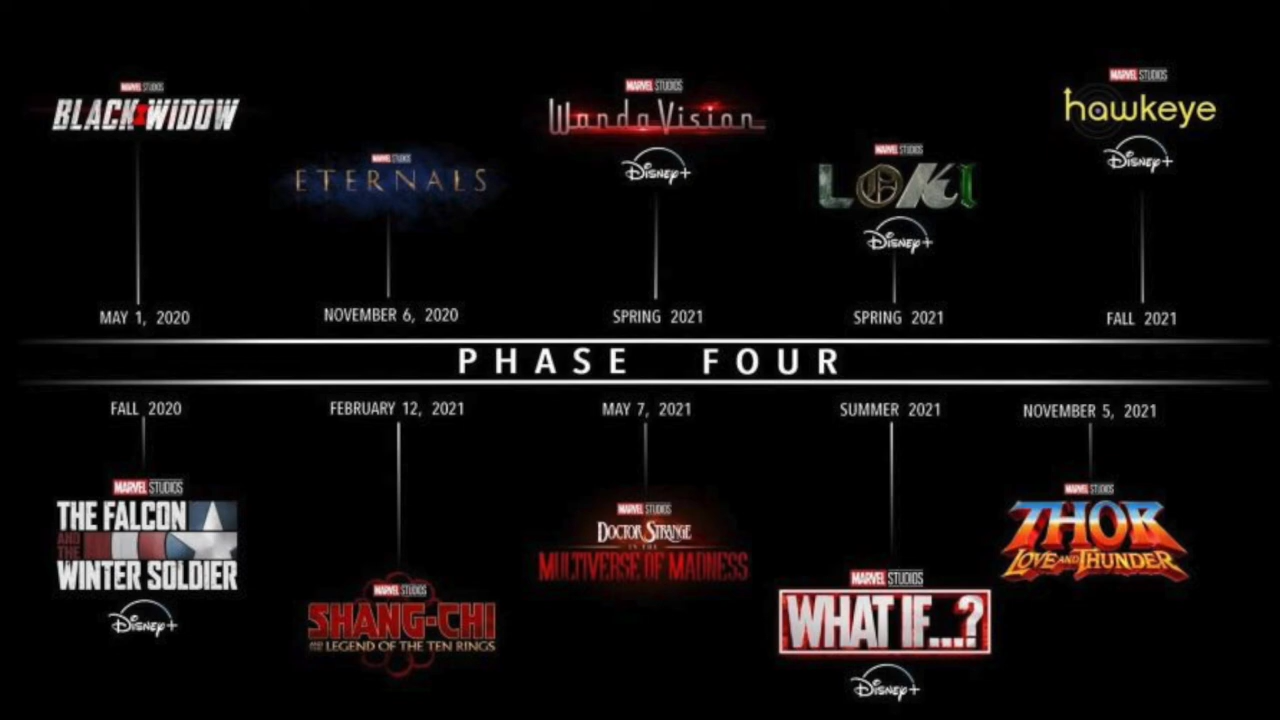 MARVEL STUDIOS
BLACK WIDOW
MAY 1, 2020
MARVEL STUDIOS
ETERNALS
NOVEMBER 6, 2020
MARVEL STUDIOS
WandaVision
Disney+
SPRING 2021
MARVEL STUDIOS
LOKI
Disney+
SPRING 2021
MARVEL STUDIOS
hawkeye
Disney+
FALL 2021
PHASE FOUR
FALL 2020
MARVEL STUDIOS
THE FALCON
AND
THE
WINTER SOLDIER
Disney+
FEBRUARY 12, 2021
MARVEL STUDIOS
SHANG-CHI
AND THE LEGEND OF THE TEN RINGS
MAY 7, 2021
MARVEL STUDIOS
DOCTOR STRANGE
IN THE
MULTIVERSE OF MADNESS
SUMMER 2021
MARVEL STUDIOS
WHAT IF...?
Disney+
NOVEMBER 5, 2021
MARVEL STUDIOS
THOR
LOVE AND THUNDER